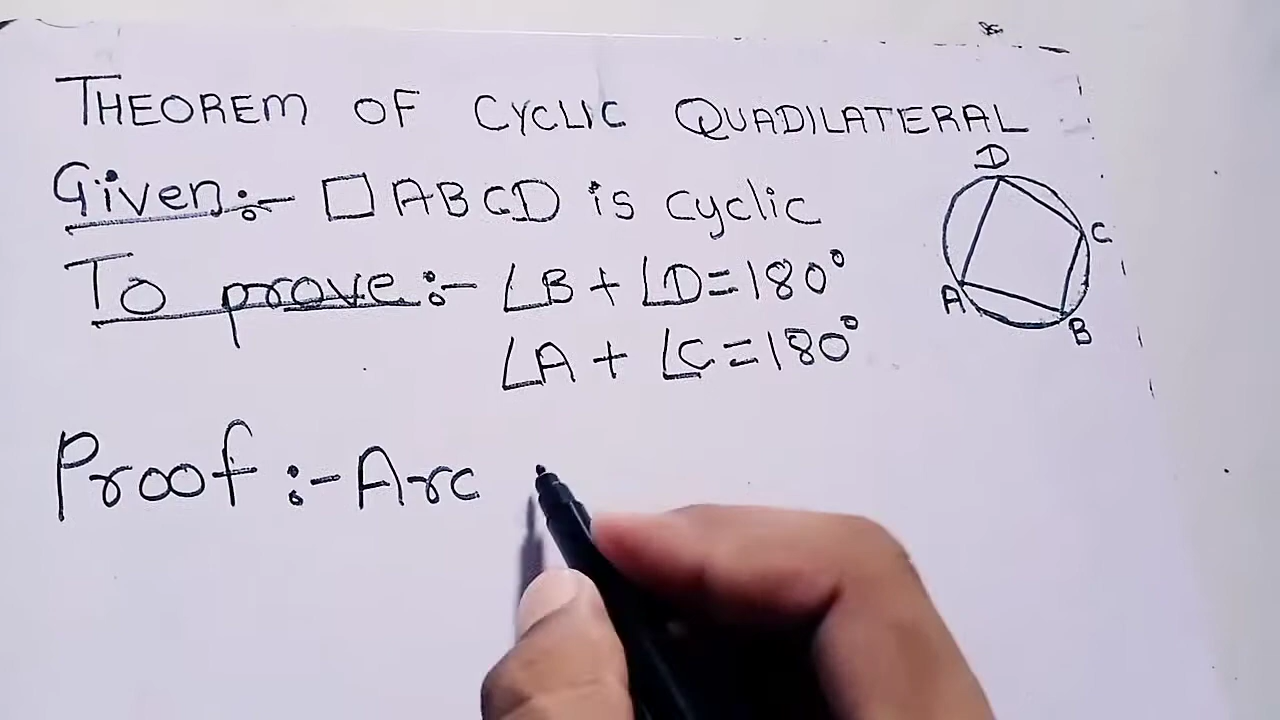 THEOREM OF CYCLIC QUADILATERAL
Given:- □ABCD is cyclic
To prove:- ∠B + ∠D = 180°
∠A + ∠C = 180°
Proof:- Arc
D
C
A
B